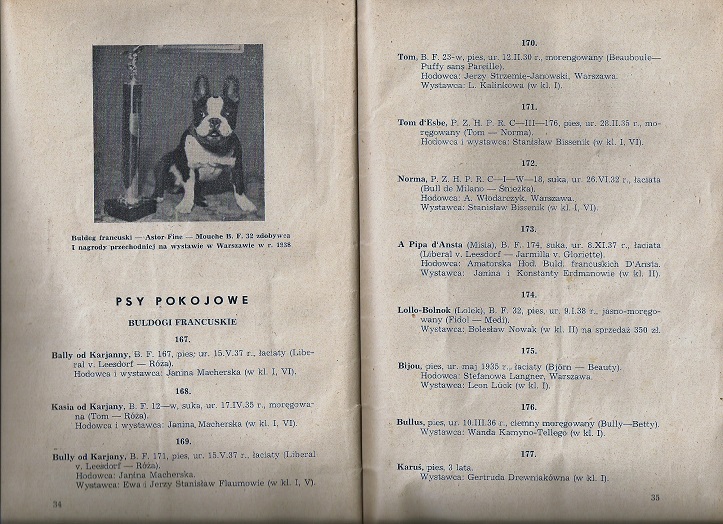 Buldog francuski — Astor Fine — Mouche B. F. 32 zdobywca
I nagrody przechodniej na wystawie w Warszawie w r. 1938
PSY POKOJOWE
BULDOGI FRANCUSKIE
167.
Bally od Karjanny, B. F. 167, pies, ur. 15.V.37 r., łaciaty (Libe-
ral v. Leesdorf — Róża).
Hodowca i wystawca: Janina Macherska (w kl. I, VI).
168.
Kasia od Karjany, B. F. 12—w, suka, ur. 17.IV.35 r., moręgowa-
na (Tom — Róża).
Hodowca i wystawca: Janina, Macherska (w kl. I, VI).
169.
Bully od Karjany, B. F. 171, pies, ur. 15.V.37 r., łaciaty (Liberal
v. Leesdorf — Róża).
Hodowca: Janina Macherska.
Wystawca: Ewa i Jerzy Stanisław Flaumowie (w kl. I, V).
34
170.
Tom, B. F. 23-w, pies, ur. 12.II.30 r., morengowany (Beauboule—
Puffy sans Pareille).
Hodowca: Jerzy Strzemie-Janowski, Warszawa.
Wystawca: L. Kalinkowa (w kl. I).
171.
Tom d'Esbe, P. Z. H. P. R. C—III—176, pies, ur. 28.II.35 r., mo-
ręgowany (Tom — Norma).
Hodowca i wystawca: Stanisław Bissenik (w kl. I, VI).
172.
Norma, P. Z. H. P. R. C—I—W—18, suka, ur. 26.VI.32 r., łaciata
(Bull de Milano — Śnieżka).
Hodowca: A. Włodarczyk, Warszawa.
Wystawca: Stanisław Bissenik (w kl. I, VI).
173.
A Pipa d'Ansta (Misia), B. F. 174, suka, ur. 8.XI.37 r., łaciata
(Liberal v. Leesdorf — Jarmilla v. Gloriette).
Hodowca: Amatorska Hod. Buld. francuskich D'Ansta.
Wystawca: Janina i Konstanty Erdmanowie (w kl. II).
174.
Lollo-Bolnok (Lolek), B. F. 32, pies, ur. 9.I.38 r., jasno-moręgo-
wany (Fidol — Medi).
Wystawca: Bolesław Nowak (w kl. II) na sprzedaż 350 zł.
175.
Bijou, pies, ur. maj 1935 r., łaciaty (Björn — Beauty).
Hodowca: Stefanowa Langner, Warszawa.
Wystawca: Leon Lück (w kl. I).
176.
Bullus, pies, ur. 10.III.36 r., ciemny moręgowany (Bully—Betty).
Wystawca: Wanda Kamyno-Tellego (w kl. I).
177.
Karuś, pies, 3 lata.
Wystawca: Gertruda Drewniakówna (w kl. I).
35